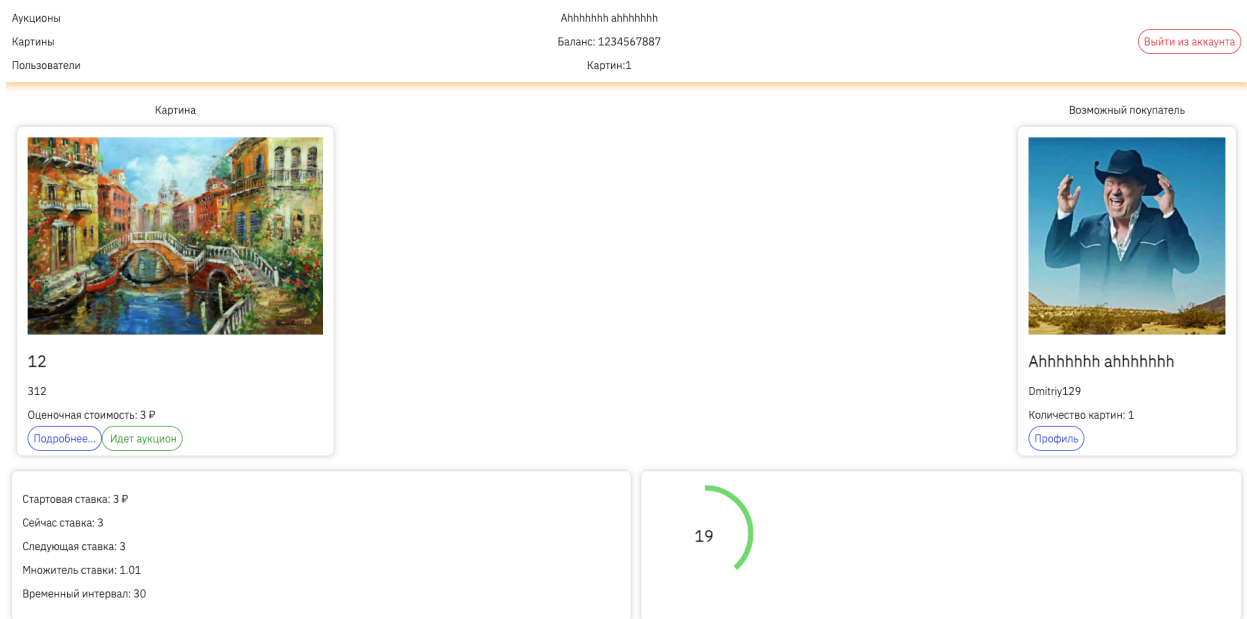 Аукционы
Картины
Пользователи
Ahhhhhhh ahhhhhhh
Баланс: 1234567887
Картин:1
Выйти из аккаунта
Картина
12
312
Оценочная стоимость: 3 ₽
Подробнее... Идет аукцион
Возможный покупатель
Ahhhhhhh ahhhhhhh
Dmitriy129
Количество картин: 1
Профиль
Стартовая ставка: 3 ₽
Сейчас ставка: 3
Следующая ставка: 3
Множитель ставки: 1.01
Временный интервал: 30
19